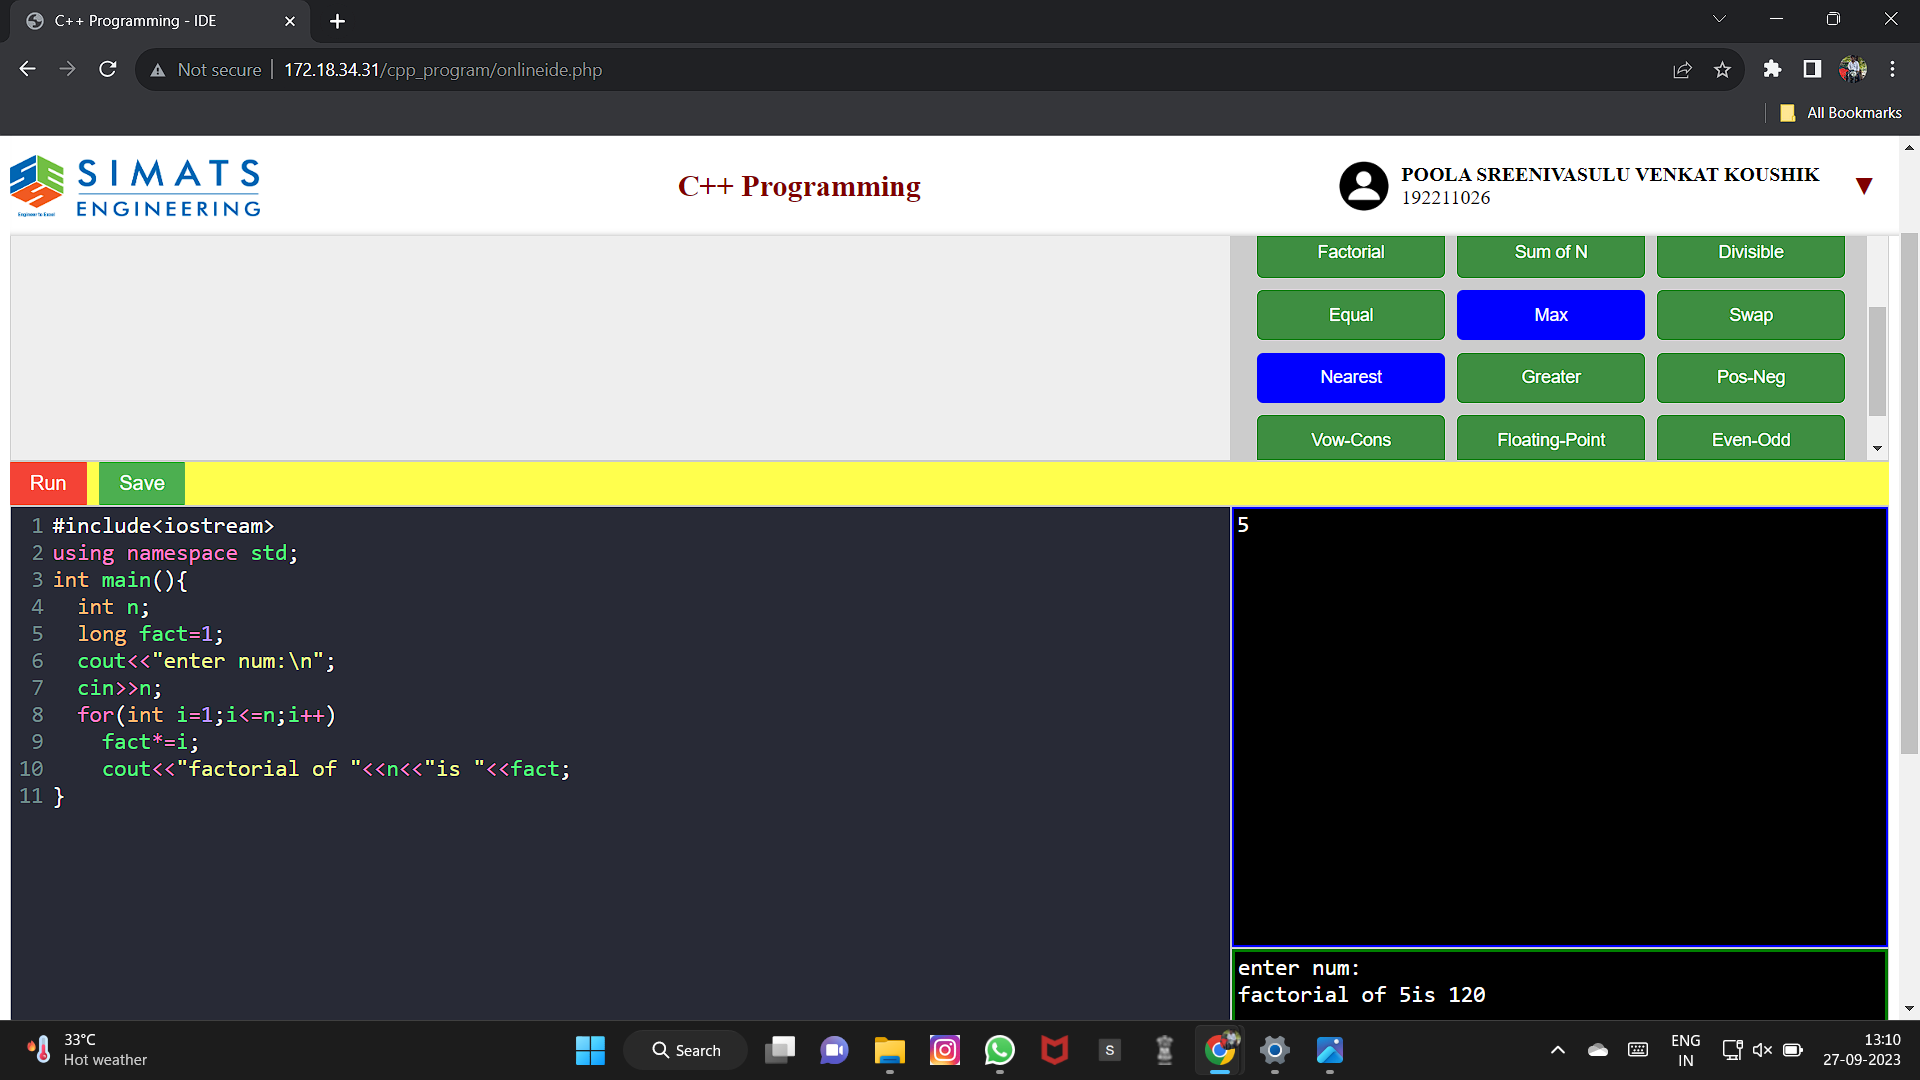 C++ Programming - IDE
Not secure 172.18.34.31/cpp_program/onlineide.php
All Bookmarks
SIMATS
ENGINEERING
Engineer to Excel
C++ Programming
POOLA SREENIVASULU VENKAT KOUSHIK
192211026
Factorial Sum of N Divisible
Equal Max Swap
Nearest Greater Pos-Neg
Vow-Cons Floating-Point Even-Odd
Run Save
1 #include<iostream>
2 using namespace std;
3 int main(){
4 int n;
5 long fact=1;
6 cout<<"enter num:\n";
7 cin>>n;
8 for(int i=1;i<=n;i++)
9 fact*=i;
10 cout<<"factorial of "<<n<<"is "<<fact;
11 }
5
enter num:
factorial of 5is 120
33°C
Hot weather
Search
S
ENG
IN
13:10
27-09-2023